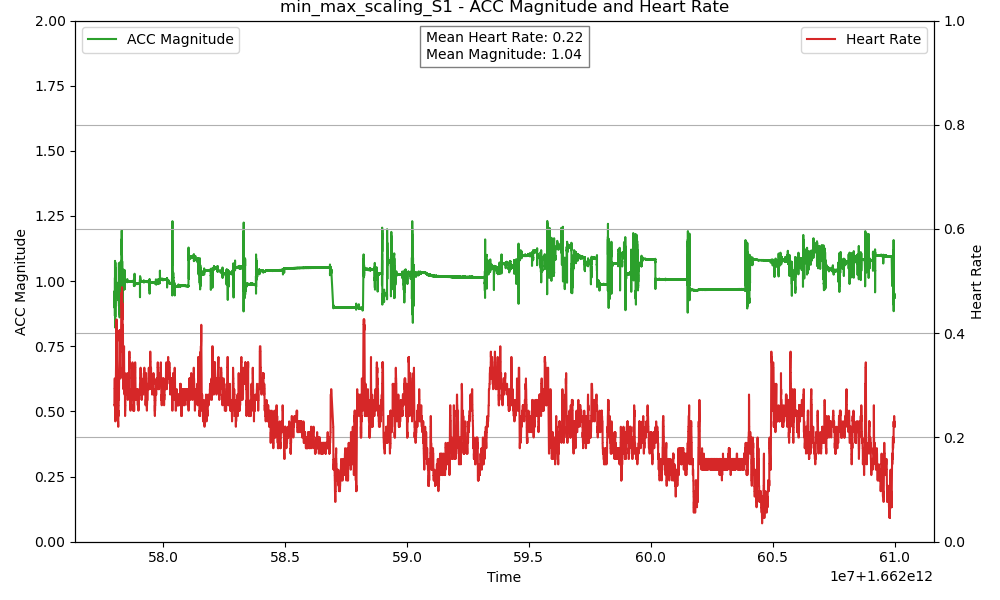 min_max_scaling_S1 - ACC Magnitude and Heart Rate
ACC Magnitude
Mean Heart Rate: 0.22
Mean Magnitude: 1.04
Heart Rate
2.00
1.75
1.50
1.25
1.00
0.75
0.50
0.25
0.00
ACC Magnitude
1.0
0.8
0.6
0.4
0.2
0.0
Heart Rate
58.0 58.5 59.0 59.5 60.0 60.5 61.0
Time
1e7+1.662e12